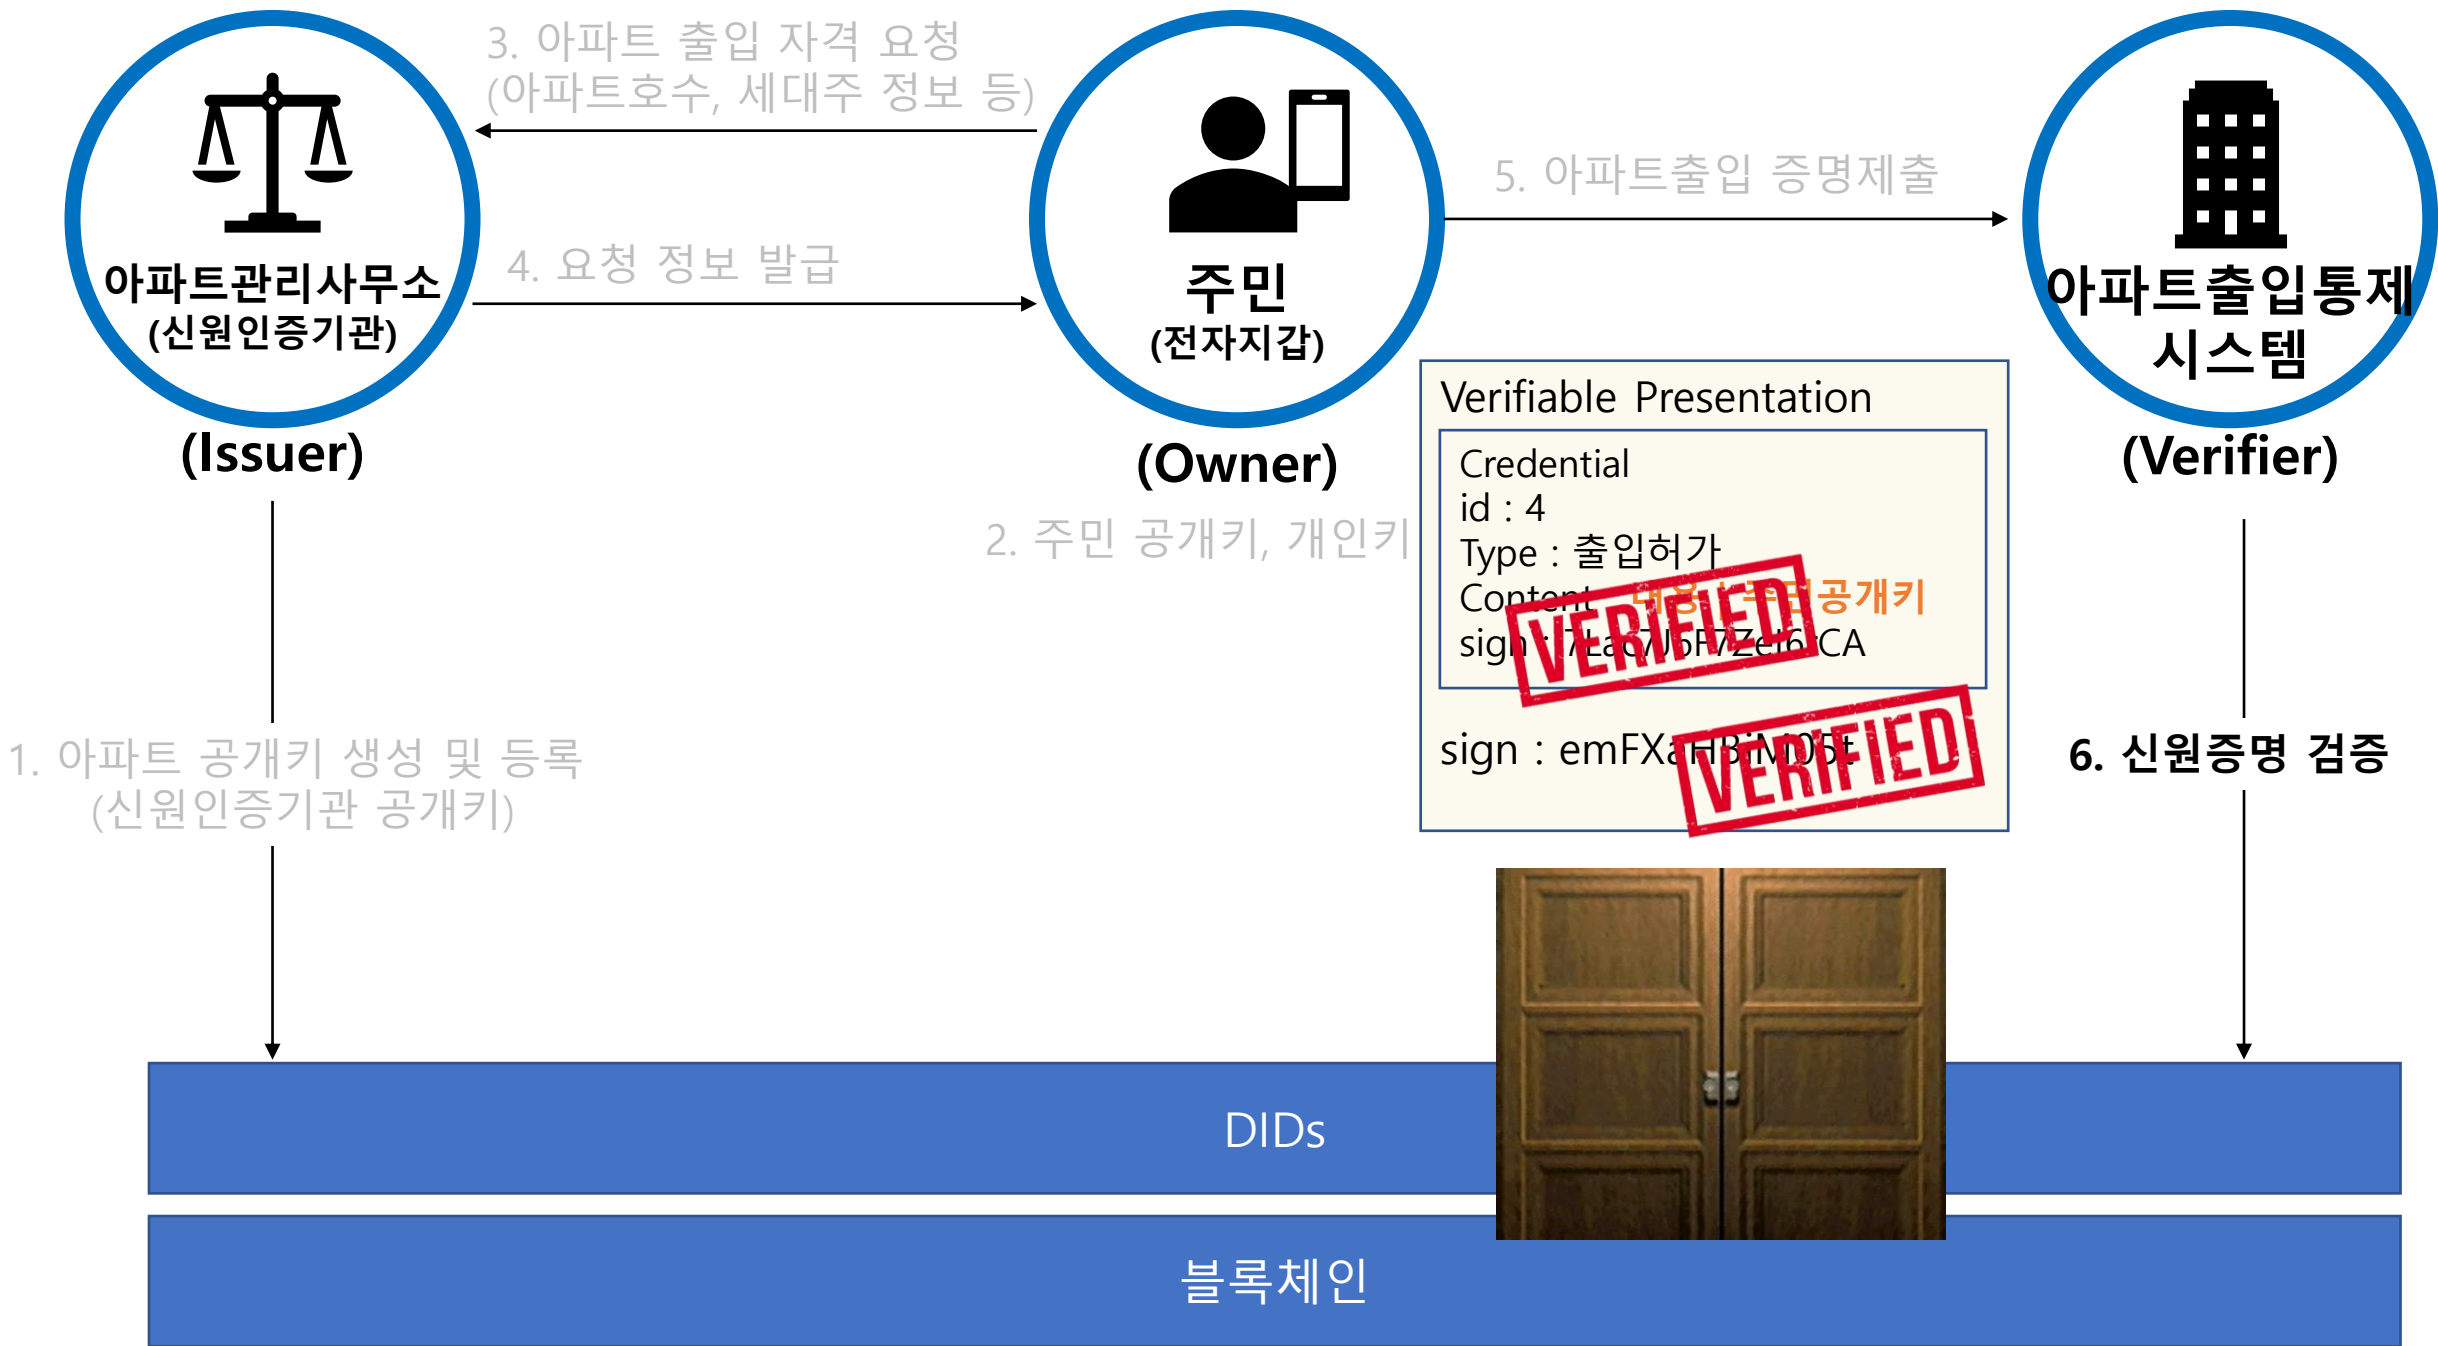 3. 아파트 출입 자격 요청
(아파트호수, 세대주 정보 등)
4. 요청 정보 발급
5. 아파트출입 증명제출
아파트관리사무소
(신원인증기관)
(Issuer)
주민
(전자지갑)
(Owner)
아파트출입통제
시스템
(Verifier)
2. 주민 공개키, 개인키
Verifiable Presentation
Credential
id : 4
Type : 출입허가
Content 주민공개키
sign :
VERIFIED
sign :
VERIFIED
1. 아파트 공개키 생성 및 등록
(신원인증기관 공개키)
6. 신원증명 검증
DIDs
블록체인